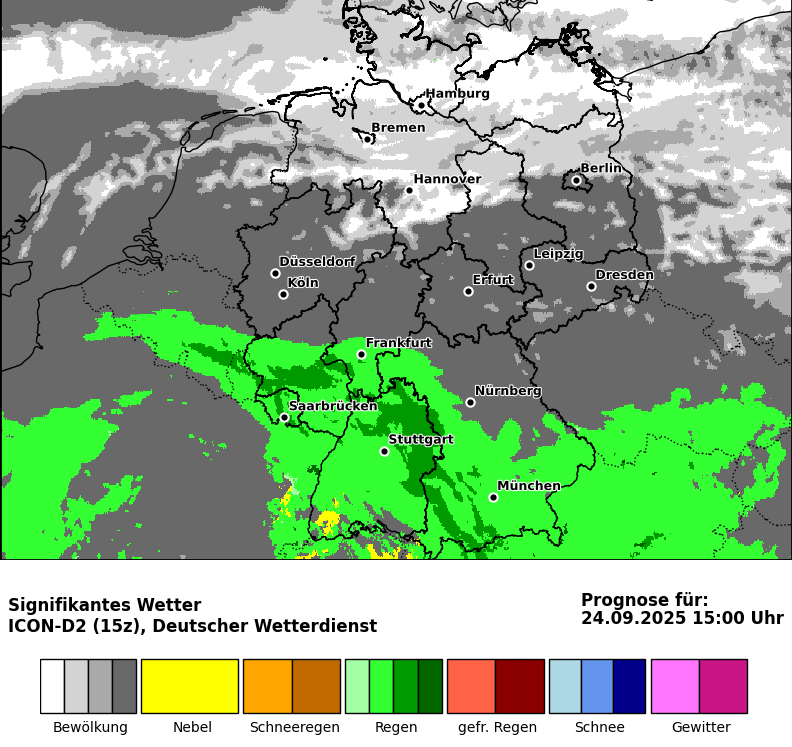 Hamburg
Bremen
Berlin
Hannover
Leipzig
Düsseldorf
Dresden
Köln
Erfurt
Frankfurt
Nürnberg
Saarbrücken
Stuttgart
München
Signifikantes Wetter
ICON-D2 (15z), Deutscher Wetterdienst
Prognose für:
24.09.2025 15:00 Uhr
Bewölkung
Nebel
Schneeregen
Regen
gefr. Regen
Schnee
Gewitter